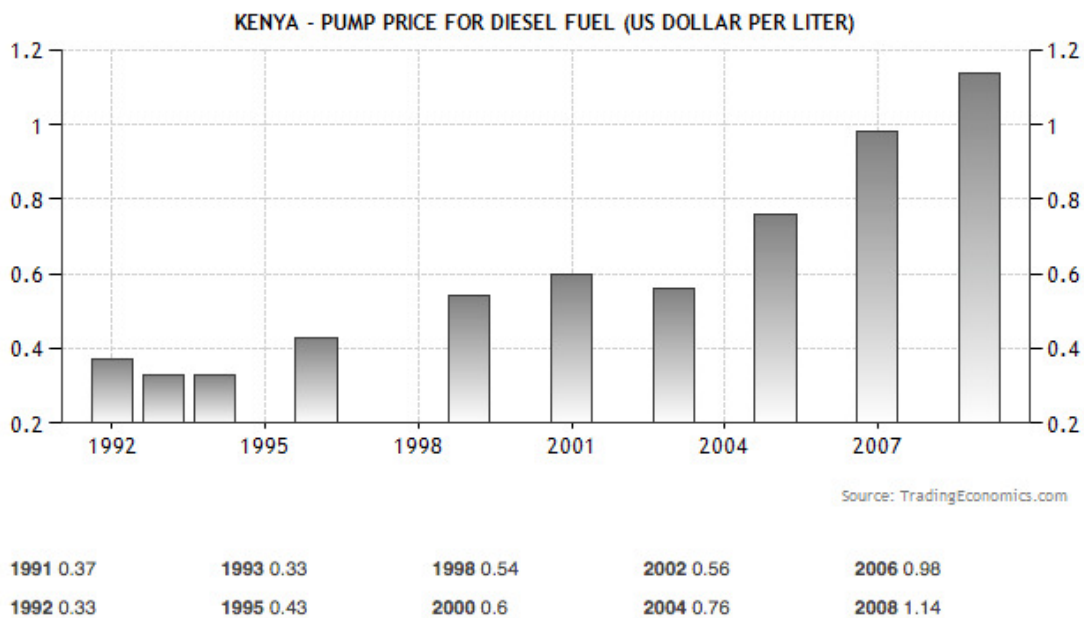 KENYA - PUMP PRICE FOR DIESEL FUEL (US DOLLAR PER LITER)
1.2 1.2
1 1
0.8 0.8
0.6 0.6
0.4 0.4
0.2 0.2
1992 1995 1998 2001 2004 2007
Source: TradingEconomics.com
1991 0.37 1993 0.33 1998 0.54 2002 0.56 2006 0.98
1992 0.33 1995 0.43 2000 0.6 2004 0.76 2008 1.14